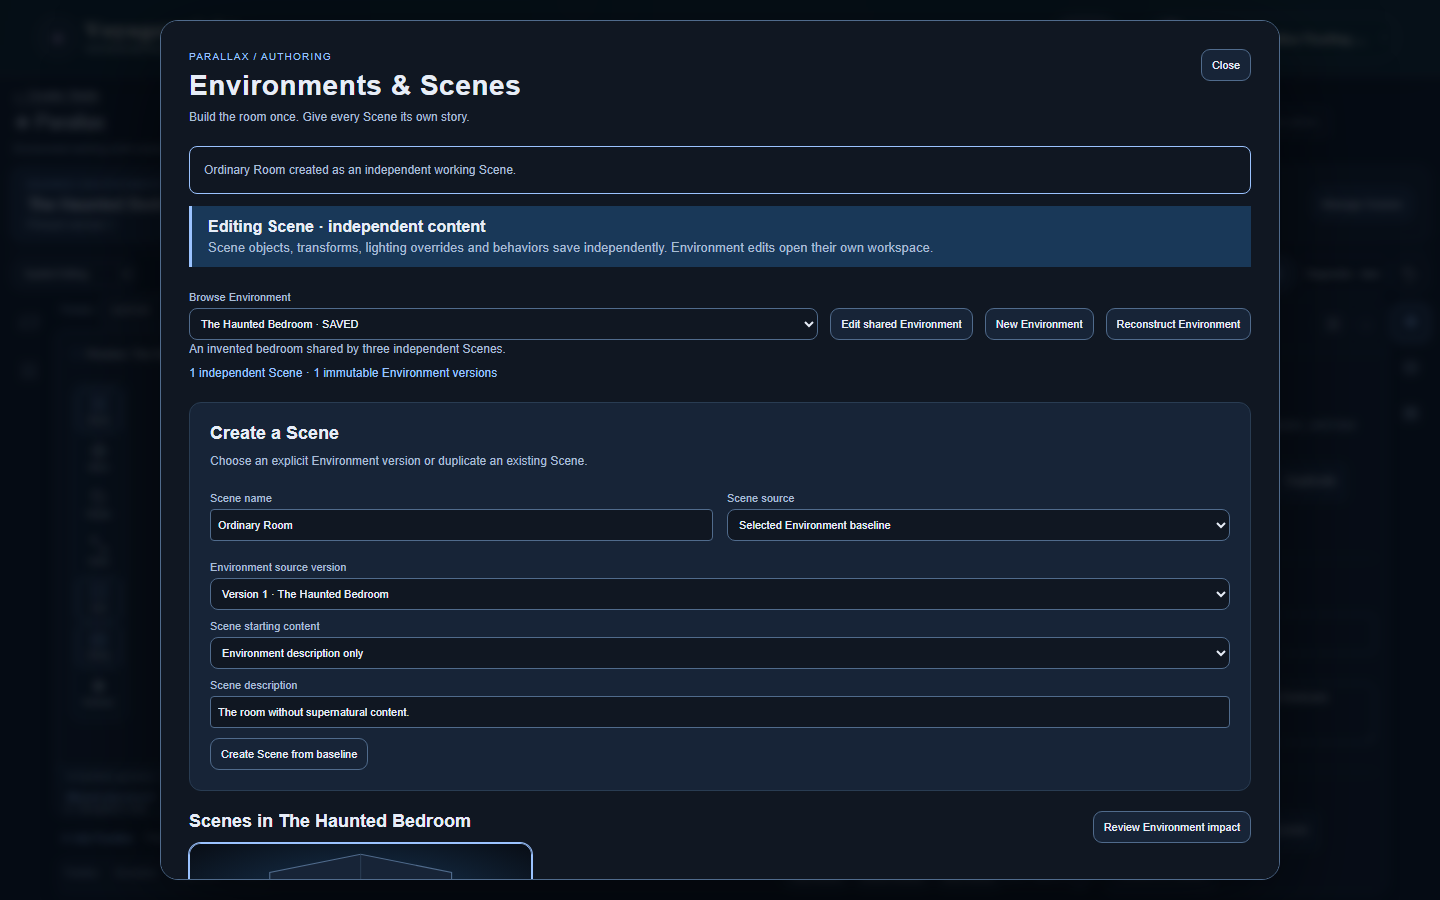 PARALLAX / AUTHORING
Environments & Scenes
Close
Build the room once. Give every Scene its own story.
Ordinary Room created as an independent working Scene.
Editing Scene · independent content
Scene objects, transforms, lighting overrides and behaviors save independently. Environment edits open their own workspace.
Browse Environment
The Haunted Bedroom · SAVED
Edit shared Environment
New Environment
Reconstruct Environment
An invented bedroom shared by three independent Scenes.
1 independent Scene · 1 immutable Environment versions
Create a Scene
Choose an explicit Environment version or duplicate an existing Scene.
Scene name
Scene source
Ordinary Room
Selected Environment baseline
Environment source version
Version 1 · The Haunted Bedroom
Scene starting content
Environment description only
Scene description
The room without supernatural content.
Create Scene from baseline
Scenes in The Haunted Bedroom
Review Environment impact